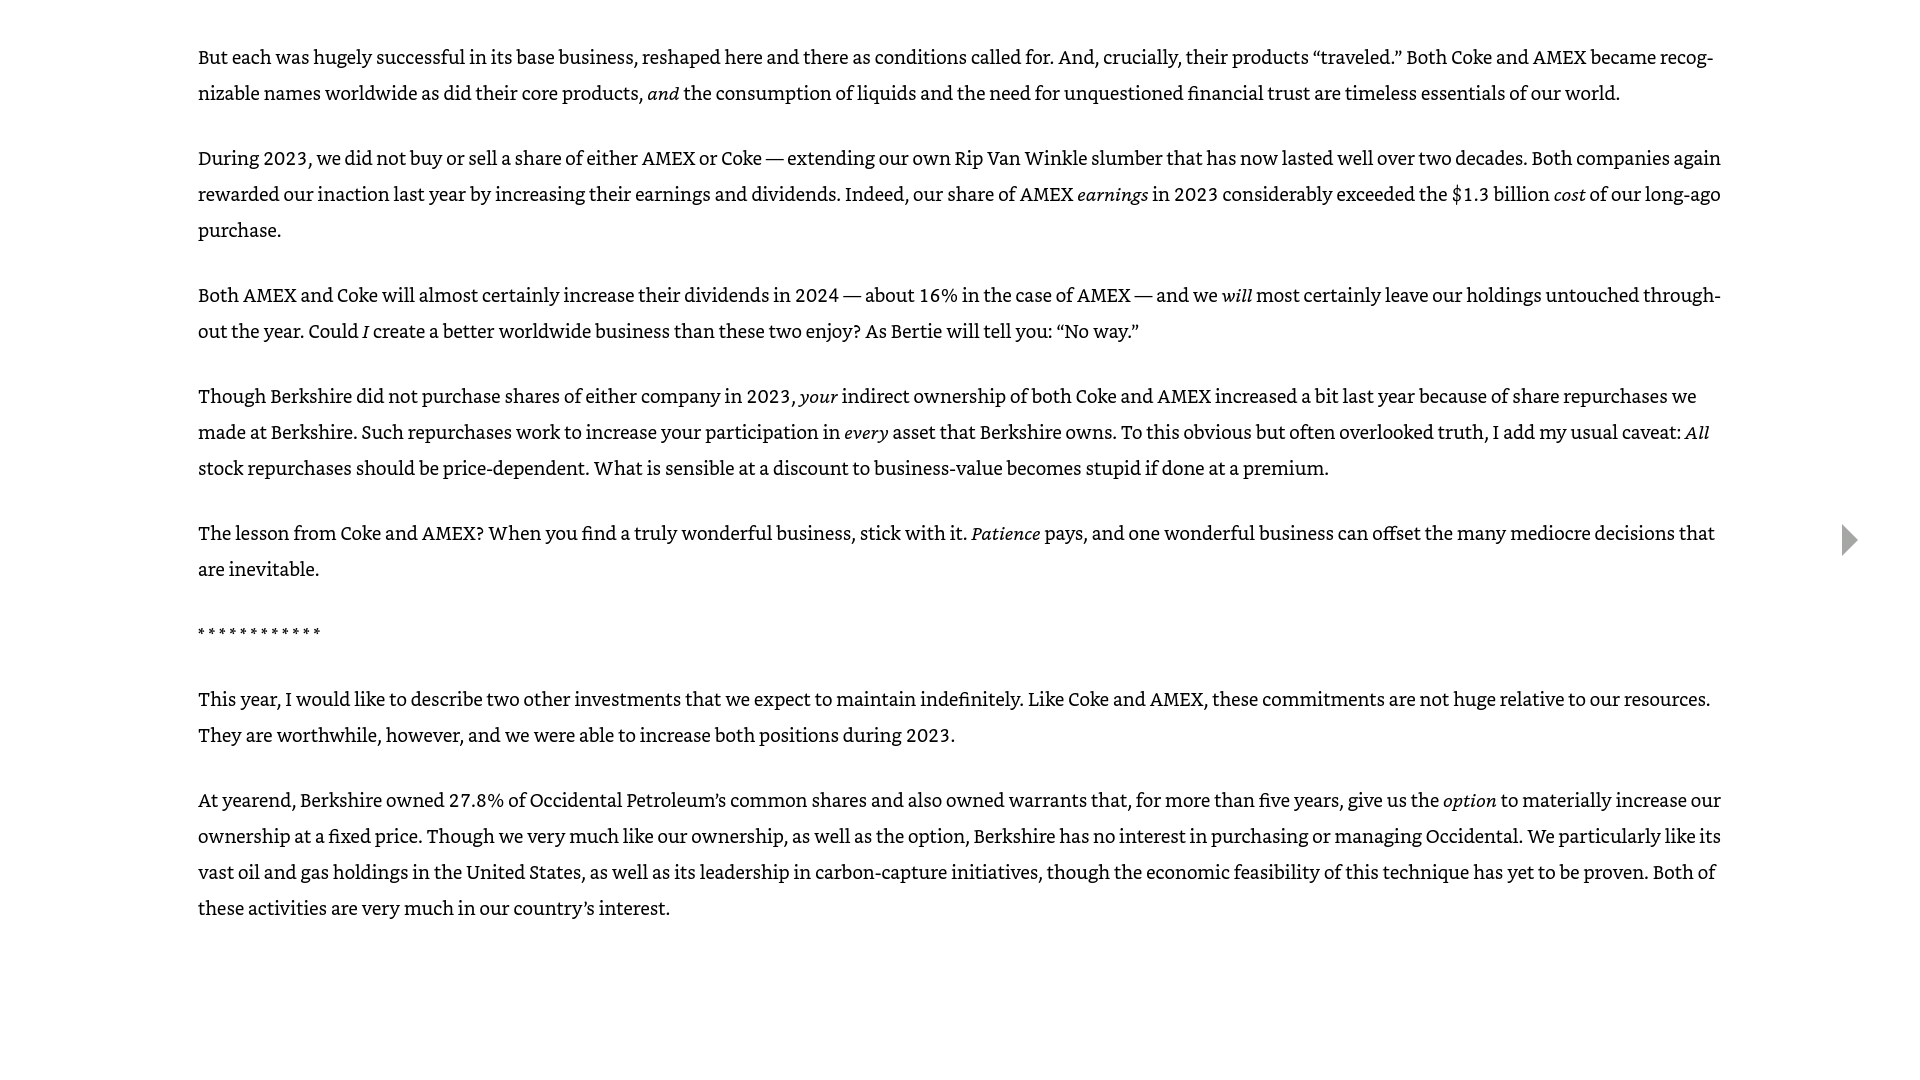 But each was hugely successful in its base business, reshaped here and there as conditions called for. And, crucially, their products “traveled.” Both Coke and AMEX became recog-
nizable names worldwide as did their core products, and the consumption of liquids and the need for unquestioned financial trust are timeless essentials of our world.
During 2023, we did not buy or sell a share of either AMEX or Coke — extending our own Rip Van Winkle slumber that has now lasted well over two decades. Both companies again
rewarded our inaction last year by increasing their earnings and dividends. Indeed, our share of AMEX earnings in 2023 considerably exceeded the $1.3 billion cost of our long-ago
purchase.
Both AMEX and Coke will almost certainly increase their dividends in 2024 — about 16% in the case of AMEX — and we will most certainly leave our holdings untouched through-
out the year. Could I create a better worldwide business than these two enjoy? As Bertie will tell you: “No way.”
Though Berkshire did not purchase shares of either company in 2023, your indirect ownership of both Coke and AMEX increased a bit last year because of share repurchases we
made at Berkshire. Such repurchases work to increase your participation in every asset that Berkshire owns. To this obvious but often overlooked truth, I add my usual caveat: All
stock repurchases should be price-dependent. What is sensible at a discount to business-value becomes stupid if done at a premium.
The lesson from Coke and AMEX? When you find a truly wonderful business, stick with it. Patience pays, and one wonderful business can offset the many mediocre decisions that
are inevitable.
* * * * * * * * * * * *
This year, I would like to describe two other investments that we expect to maintain indefinitely. Like Coke and AMEX, these commitments are not huge relative to our resources.
They are worthwhile, however, and we were able to increase both positions during 2023.
At yearend, Berkshire owned 27.8% of Occidental Petroleum’s common shares and also owned warrants that, for more than five years, give us the option to materially increase our
ownership at a fixed price. Though we very much like our ownership, as well as the option, Berkshire has no interest in purchasing or managing Occidental. We particularly like its
vast oil and gas holdings in the United States, as well as its leadership in carbon-capture initiatives, though the economic feasibility of this technique has yet to be proven. Both of
these activities are very much in our country’s interest.